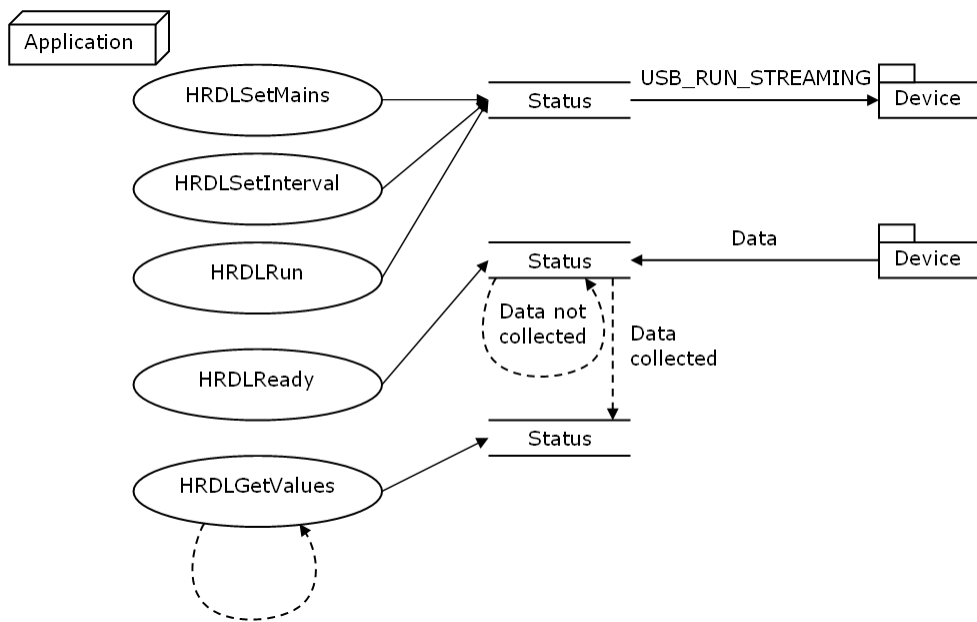 Application
HRDLSetMains
Status
USB_RUN_STREAMING
Device
HRDLSetInterval
HRDLRun
Status
Data
Device
Data not
collected
Data
collected
HRDLReady
Status
HRDLGetValues